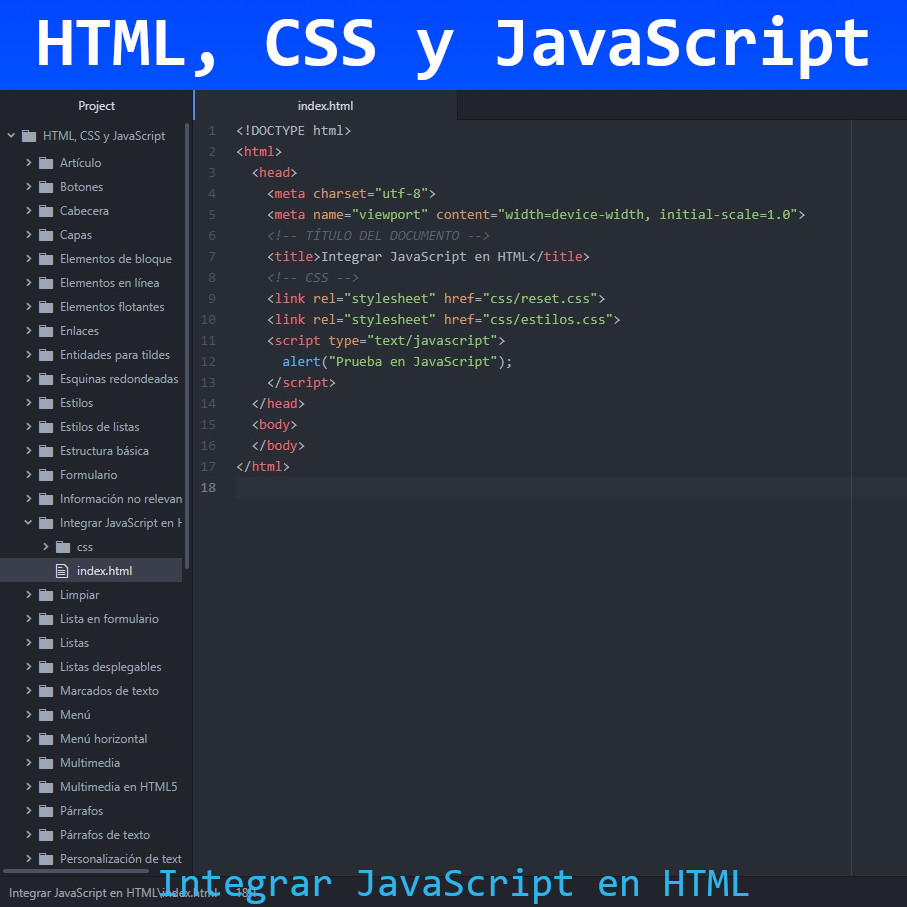 HTML, CSS y JavaScript
Project
HTML, CSS y JavaScript
Artículo
Botones
Cabecera
Capas
Elementos de bloque
Elementos en línea
Elementos flotantes
Enlaces
Entidades para tildes
Esquinas redondeadas
Estilos
Estilos de listas
Estructura básica
Formulario
Información no relevan
Integrar JavaScript en H
css
index.html
Limpiar
Lista en formulario
Listas
Listas desplegables
Marcados de texto
Menú
Menú horizontal
Multimedia
Multimedia en HTML5
Párrafos
Párrafos de texto
Personalización de text
index.html
1 <!DOCTYPE html>
2 <html>
3 <head>
4 <meta charset="utf-8">
5 <meta name="viewport" content="width=device-width, initial-scale=1.0">
6 <!-- TÍTULO DEL DOCUMENTO -->
7 <title>Integrar JavaScript en HTML</title>
8 <!-- CSS -->
9 <link rel="stylesheet" href="css/reset.css">
10 <link rel="stylesheet" href="css/estilos.css">
11 <script type="text/javascript">
12 alert("Prueba en JavaScript");
13 </script>
14 </head>
15 <body>
16 </body>
17 </html>
18
Integrar JavaScript en HTML\index.html
Integrar JavaScript en HTML